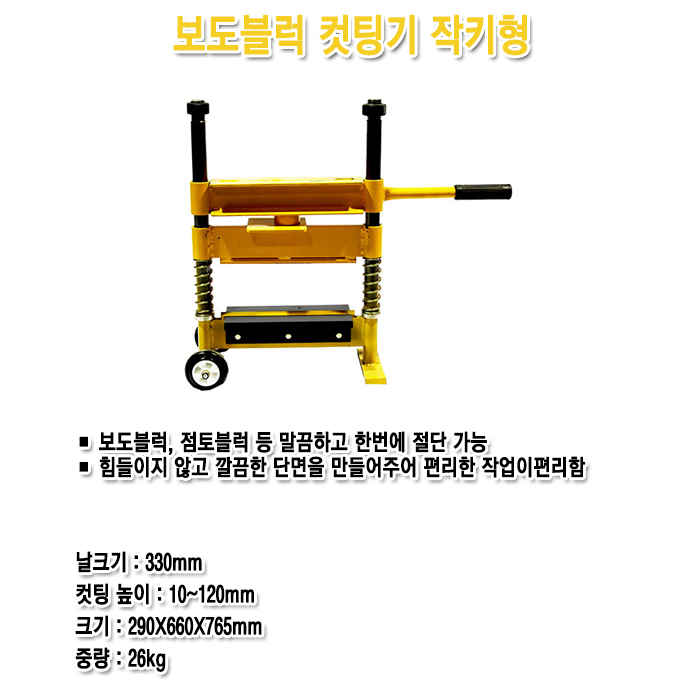 보도블럭 컷팅기 작키형
▪ 보도블럭, 점토블럭 등 말끔하고 한번에 절단 가능
▪ 힘들이지 않고 깔끔한 단면을 만들어주어 편리한 작업이편리함
날크기 : 330mm
컷팅 높이 : 10~120mm
크기 : 290X660X765mm
중량 : 26kg